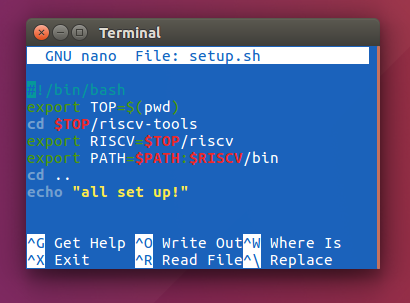 Terminal
GNU nano  File: setup.sh
#!/bin/bash
export TOP=$(pwd)
cd $TOP/riscv-tools
export RISCV=$TOP/riscv
export PATH=$PATH:$RISCV/bin
cd ..
echo "all set up!"
^G Get Help ^O Write Out ^W Where Is
^X Exit ^R Read File ^\ Replace